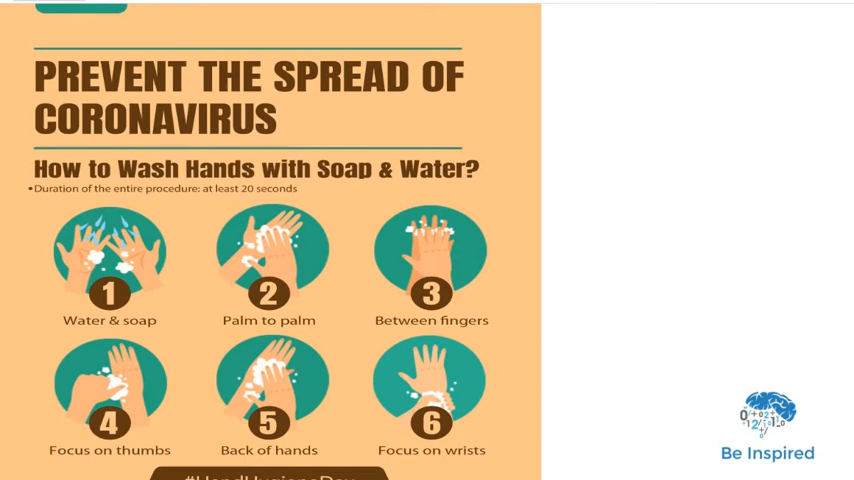 PREVENT THE SPREAD OF
CORONAVIRUS
How to Wash Hands with Soap & Water?
•Duration of the entire procedure: at least 20 seconds
1
Water & soap
2
Palm to palm
3
Between fingers
4
Focus on thumbs
5
Back of hands
6
Focus on wrists
#HandHygieneDay
Be Inspired